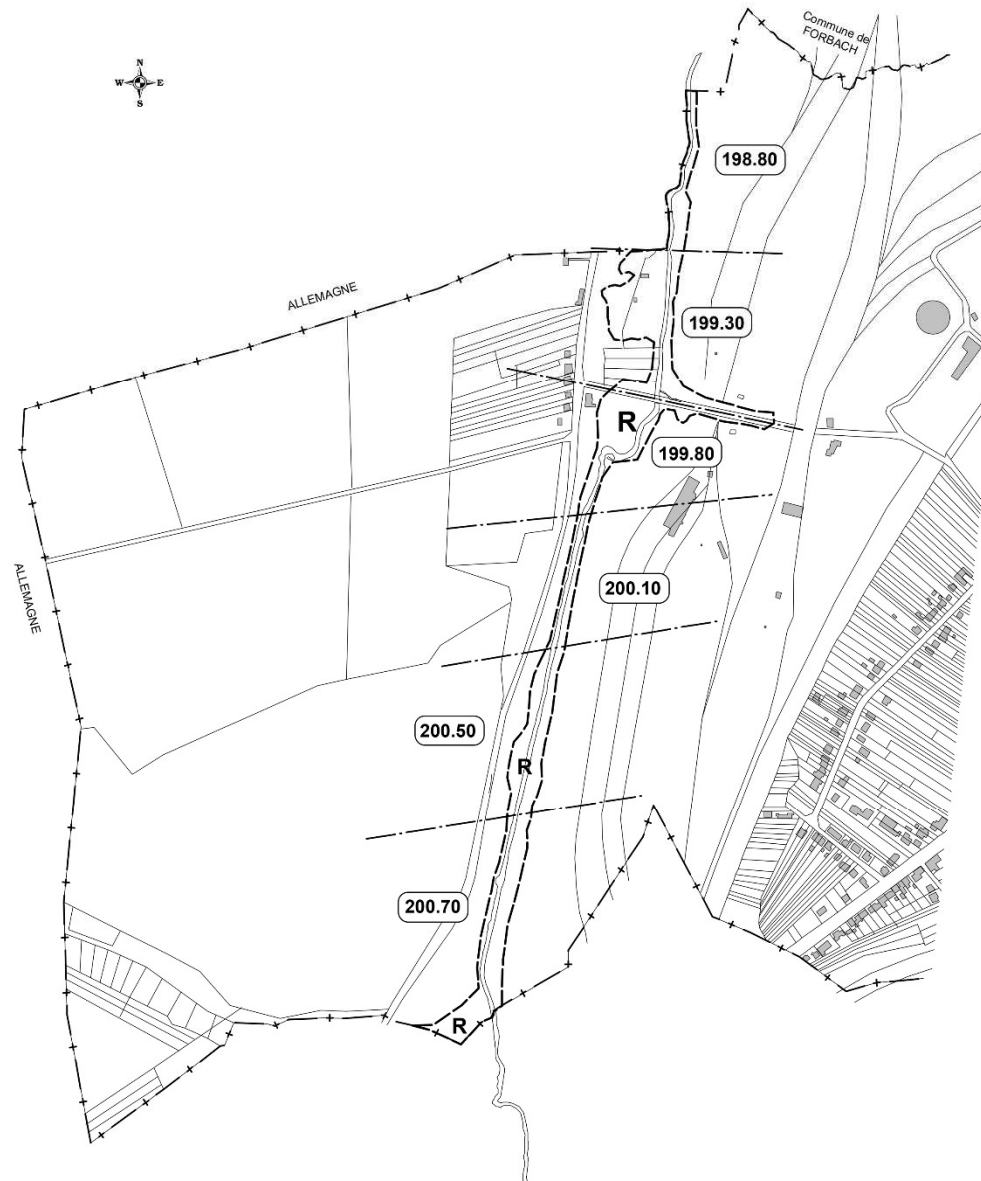 Commune de
FORBACH
N
W E
S
198.80
ALLEMAGNE
199.30
R
199.80
ALLEMAGNE
200.10
200.50
R
200.70
R